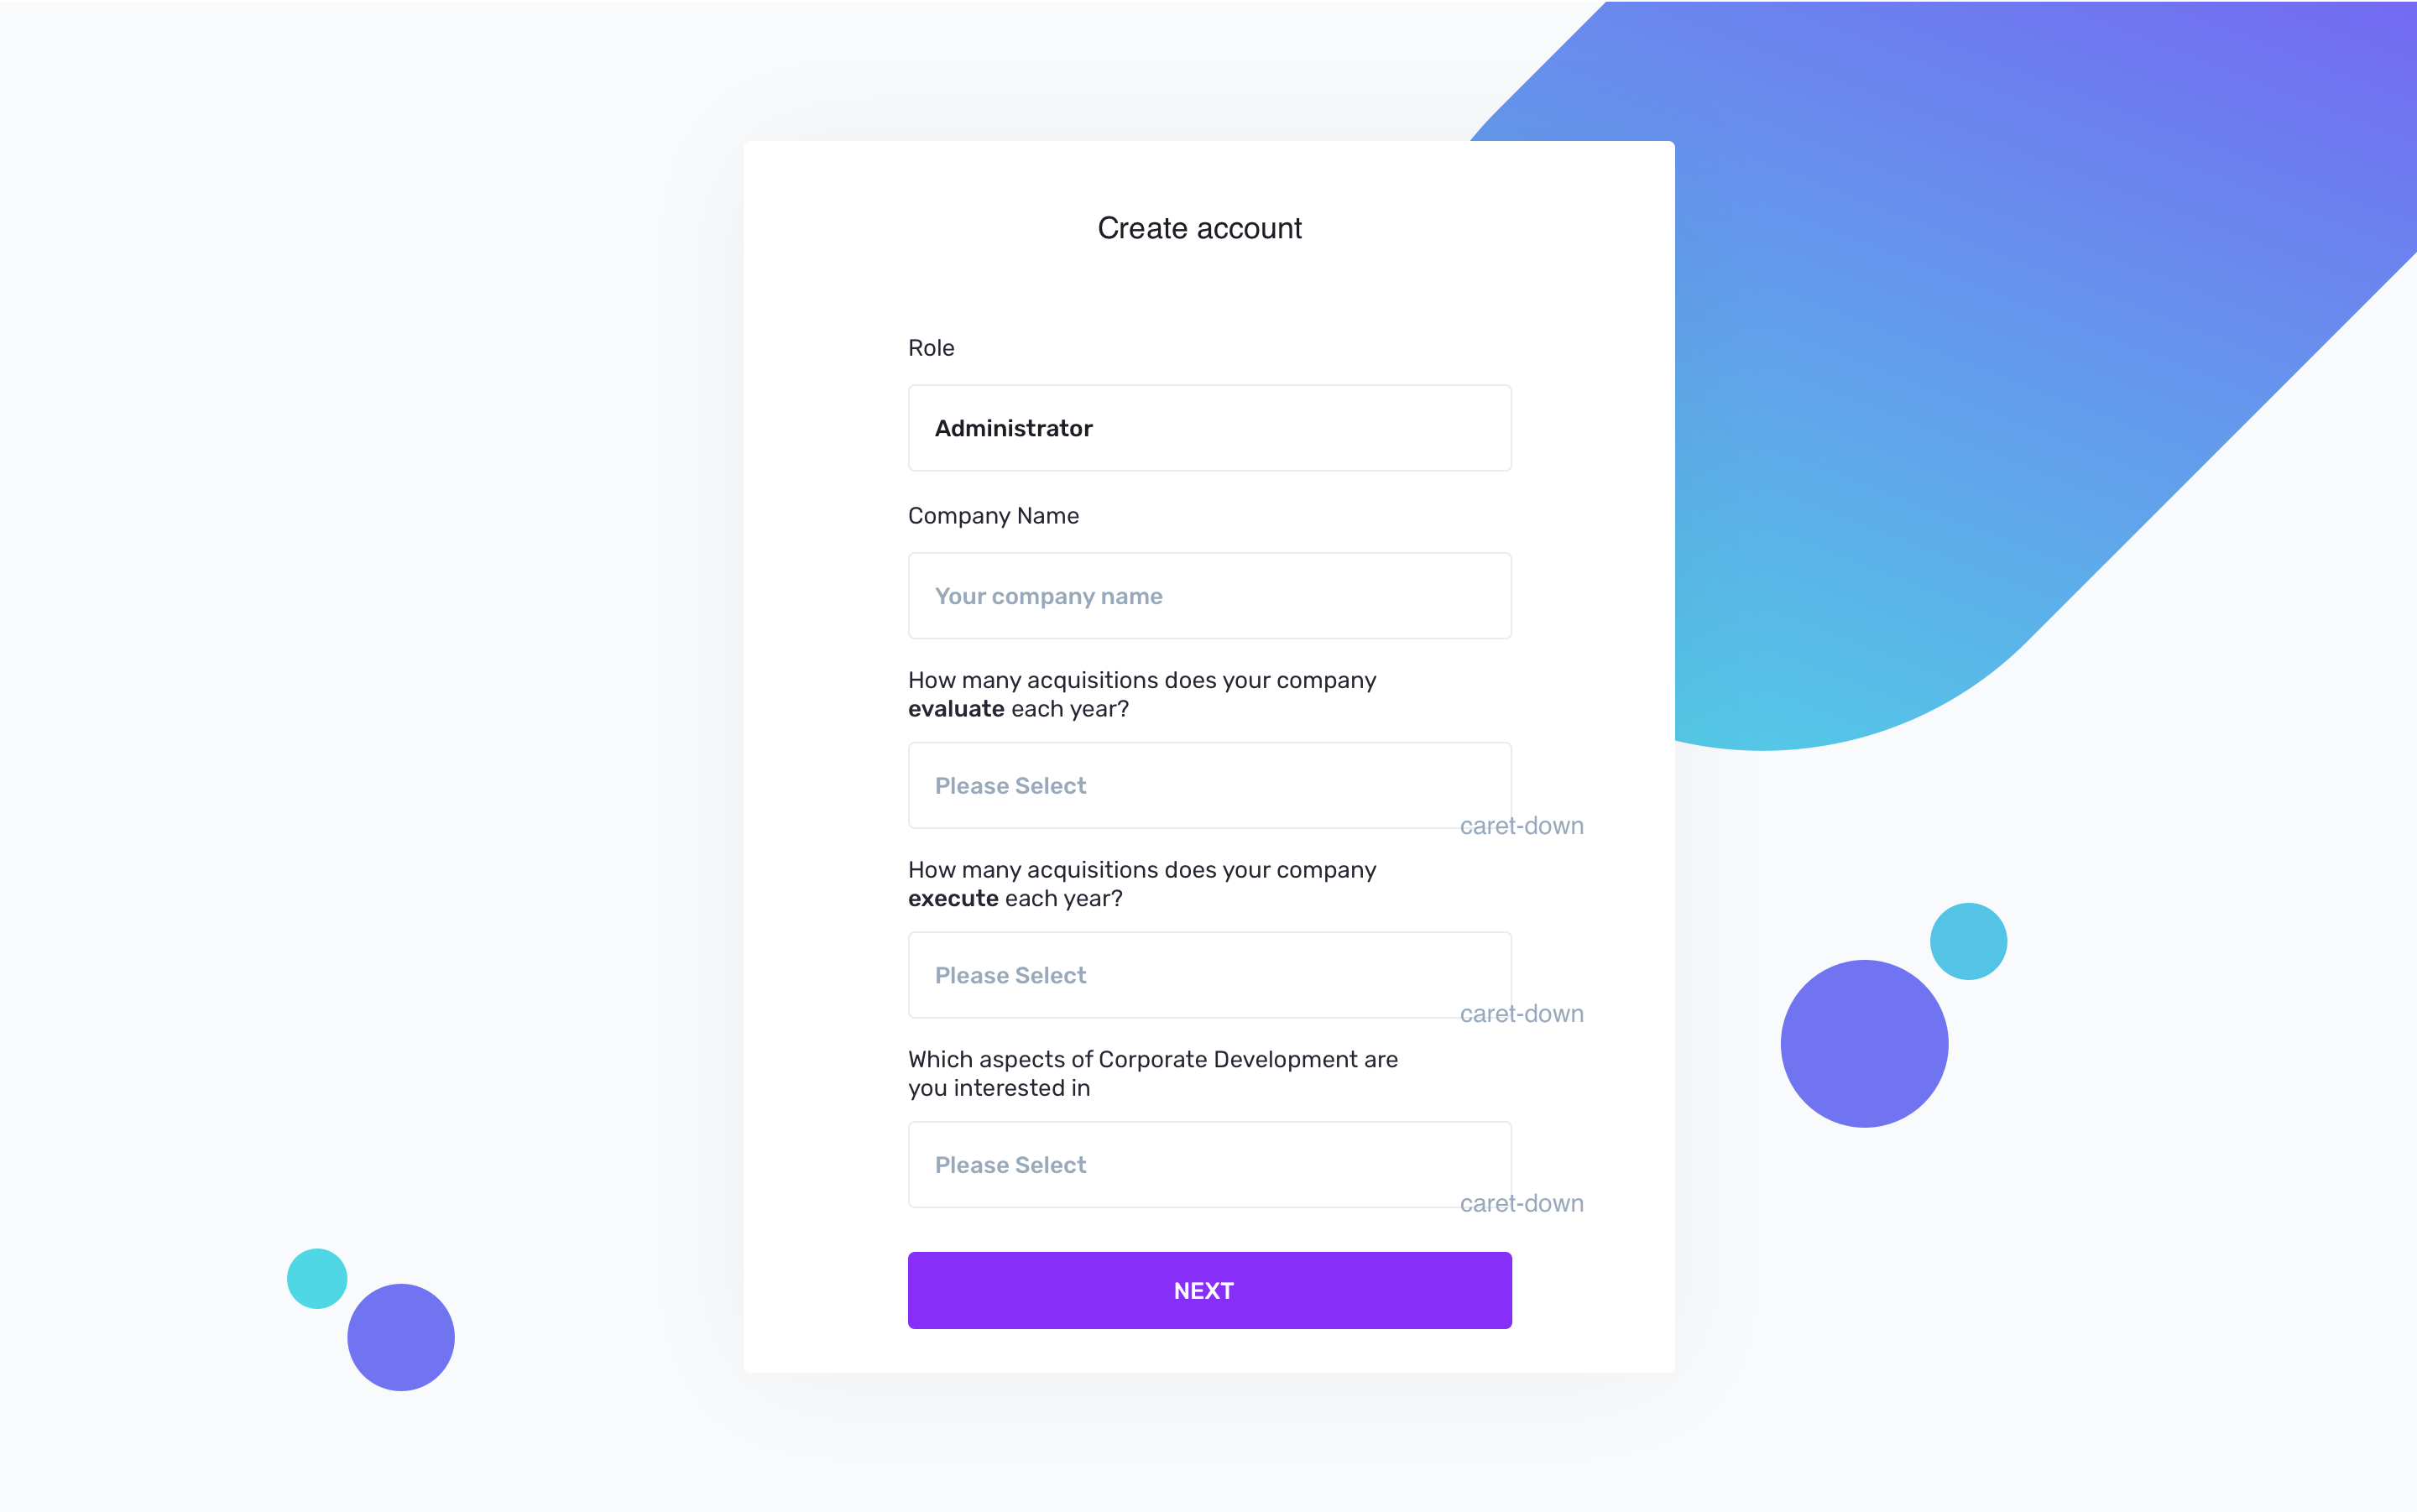 Create account
Role
Administrator
Company Name
Your company name
How many acquisitions does your company
evaluate each year?
Please Select
caret-down
How many acquisitions does your company
execute each year?
Please Select
caret-down
Which aspects of Corporate Development are
you interested in
Please Select
caret-down
NEXT